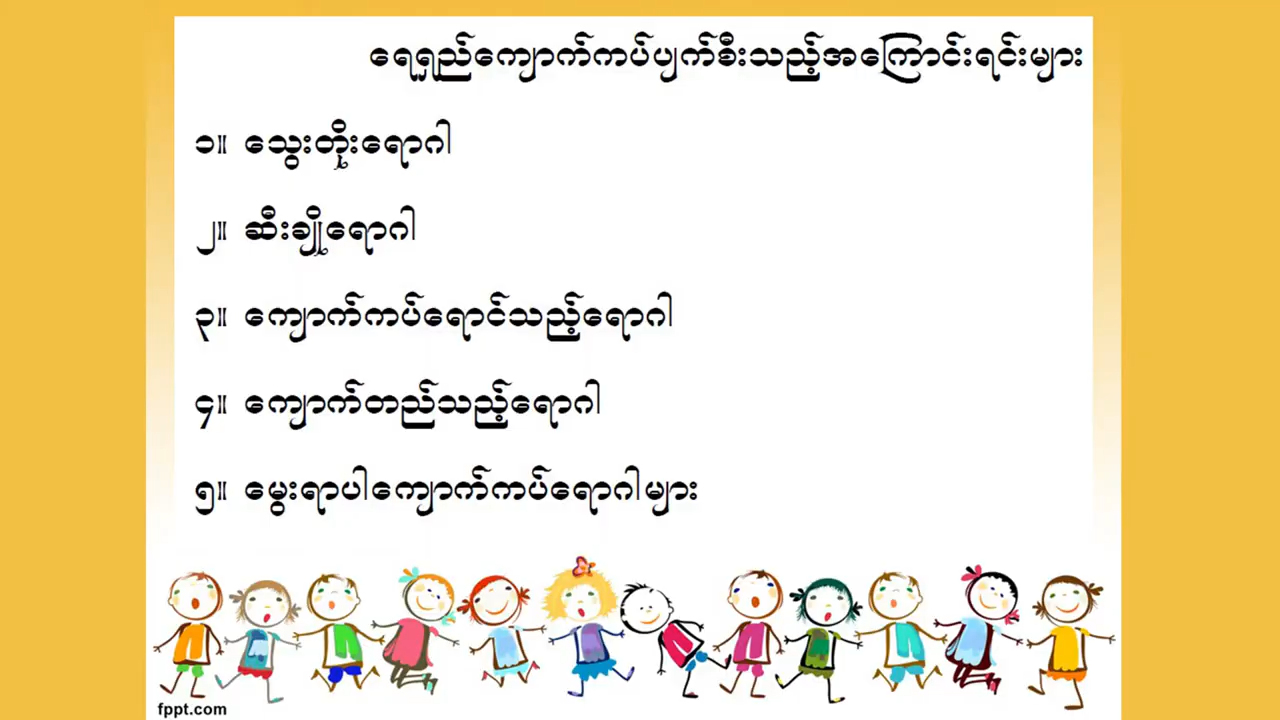 ရေရှည်ကျောက်ကပ်ပျက်စီးသည့်အကြောင်းရင်းများ
၁။ သွေးတိုးရောဂါ
၂။ ဆီးချိုရောဂါ
၃။ ကျောက်ကပ်ရောင်သည့်ရောဂါ
၄။ ကျောက်တည်သည့်ရောဂါ
၅။ မွေးရာပါကျောက်ကပ်ရောဂါများ
fppt.com